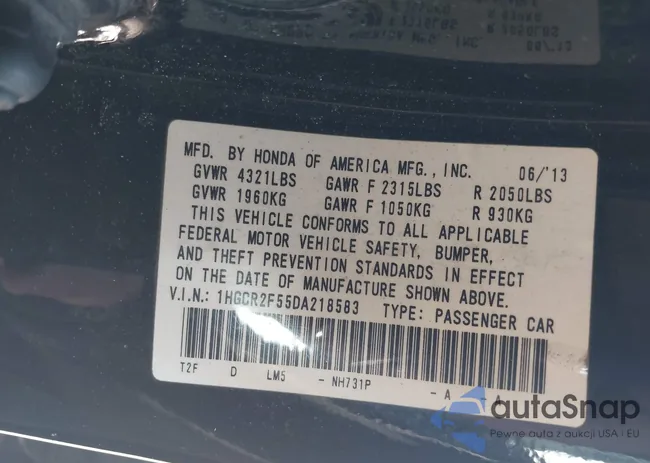 MFD. BY HONDA OF AMERICA MFG., INC. 06/'13
GVWR 4321LBS GAWR F 2315LBS R 2050LBS
GVWR 1960KG GAWR F 1050KG R 930KG
THIS VEHICLE CONFORMS TO ALL APPLICABLE
FEDERAL MOTOR VEHICLE SAFETY, BUMPER,
AND THEFT PREVENTION STANDARDS IN EFFECT
ON THE DATE OF MANUFACTURE SHOWN ABOVE.
V.I.N.: 1HGCR2F55DA218583 TYPE: PASSENGER CAR
T2F D LM5 - NH731P - A
autaSnap
Pewne auta z aukcji USA i EU